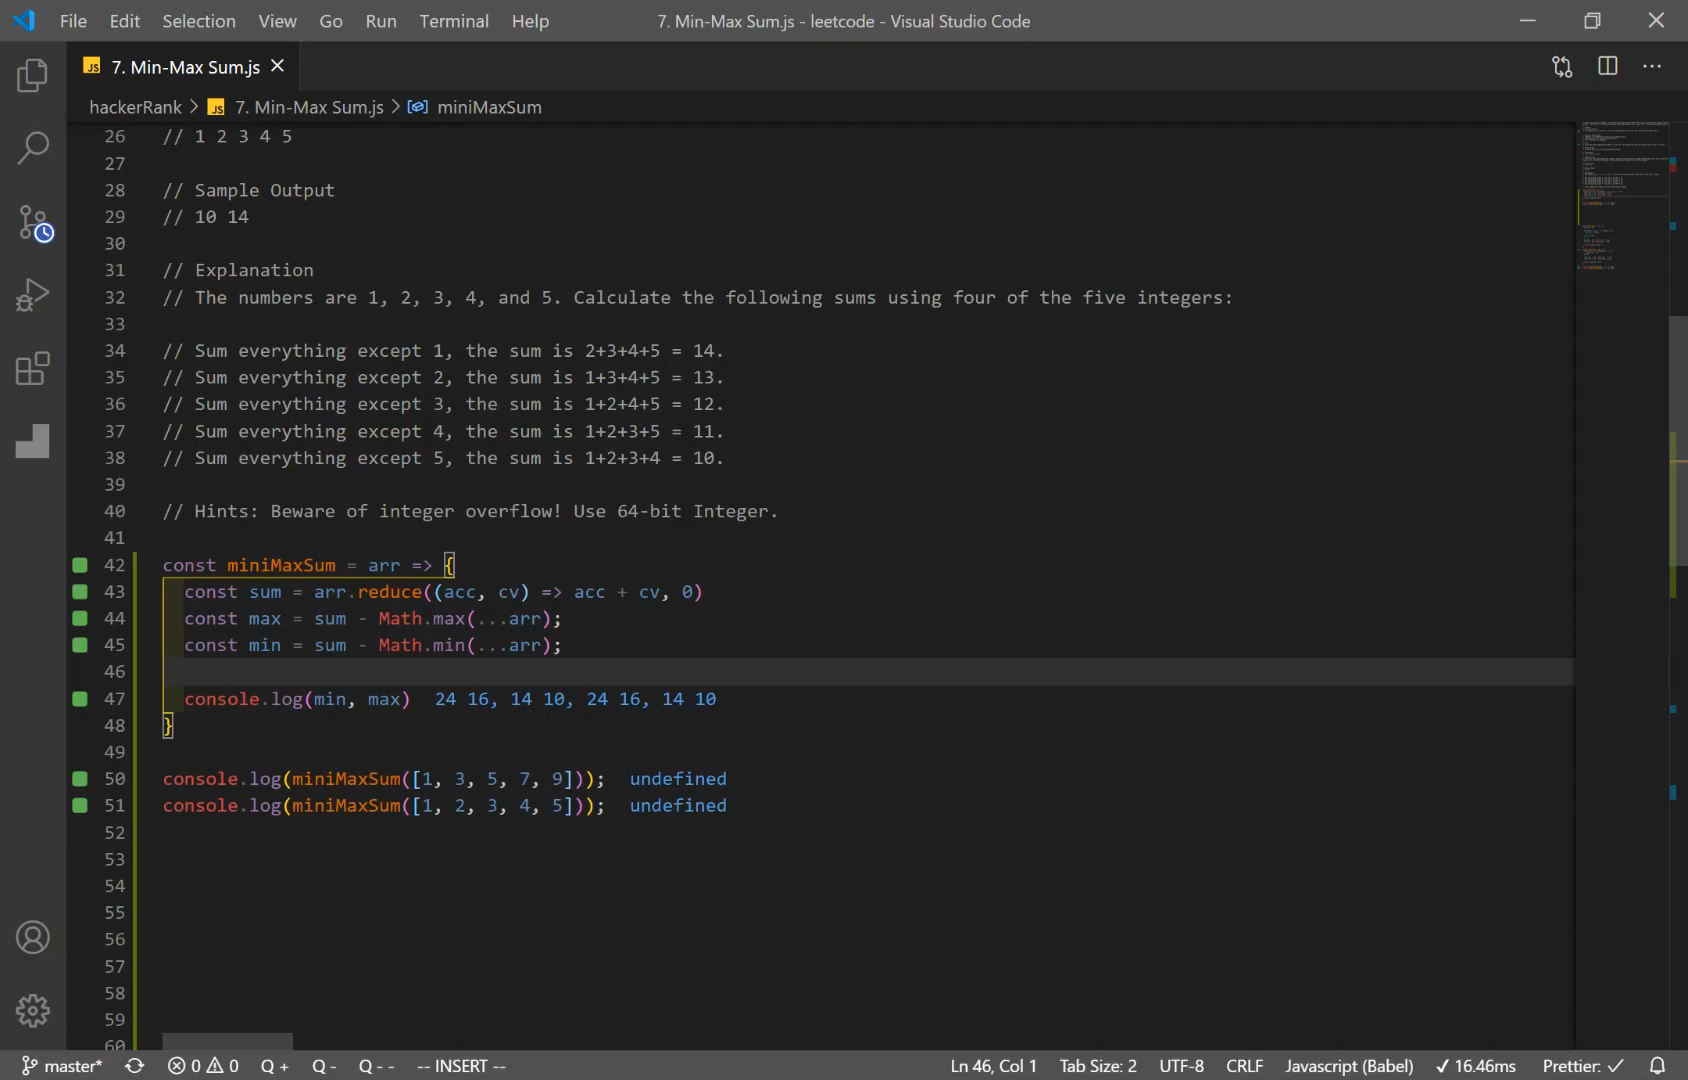 File Edit Selection View Go Run Terminal Help 7. Min-Max Sum.js - leetcode - Visual Studio Code
JS 7. Min-Max Sum.js
hackerRank > JS 7. Min-Max Sum.js > miniMaxSum
26 // 1 2 3 4 5
27
28 // Sample Output
29 // 10 14
30
31 // Explanation
32 // The numbers are 1, 2, 3, 4, and 5. Calculate the following sums using four of the five integers:
33
34 // Sum everything except 1, the sum is 2+3+4+5 = 14.
35 // Sum everything except 2, the sum is 1+3+4+5 = 13.
36 // Sum everything except 3, the sum is 1+2+4+5 = 12.
37 // Sum everything except 4, the sum is 1+2+3+5 = 11.
38 // Sum everything except 5, the sum is 1+2+3+4 = 10.
39
40 // Hints: Beware of integer overflow! Use 64-bit Integer.
41
42 const miniMaxSum = arr => {
43 const sum = arr.reduce((acc, cv) => acc + cv, 0)
44 const max = sum - Math.max(...arr);
45 const min = sum - Math.min(...arr);
46
47 console.log(min, max) 24 16, 14 10, 24 16, 14 10
48 }
49
50 console.log(miniMaxSum([1, 3, 5, 7, 9])); undefined
51 console.log(miniMaxSum([1, 2, 3, 4, 5])); undefined
52
53
54
55
56
57
58
59
60
master* 0 0 Q + Q - Q - - -- INSERT -- Ln 46, Col 1 Tab Size: 2 UTF-8 CRLF Javascript (Babel) ✓ 16.46ms Prettier: ✓